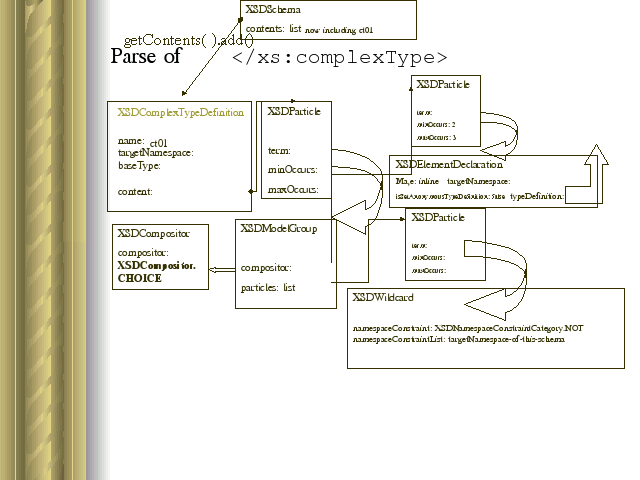 XSDSchema
contents: list now including ct01
getContents( ).add()
Parse of </xs:complexType>
XSDParticle
term:
minOccurs: 2
maxOccurs: 3
XSDComplexTypeDefinition
name: ct01
targetNamespace:
baseType:
content:
XSDParticle
term:
minOccurs:
maxOccurs:
XSDElementDeclaration
inline targetNamespace:
isSetAnonymousTypeDefinition: false typeDefinition:
XSDParticle
term:
minOccurs:
maxOccurs:
XSDCompositor
compositor:
XSDCompositor.
CHOICE
XSDModelGroup
compositor:
particles: list
XSDWildcard
namespaceConstraint: XSDNamespaceConstraintCategory.NOT
namespaceConstraintList: targetNamespace-of-this-schema